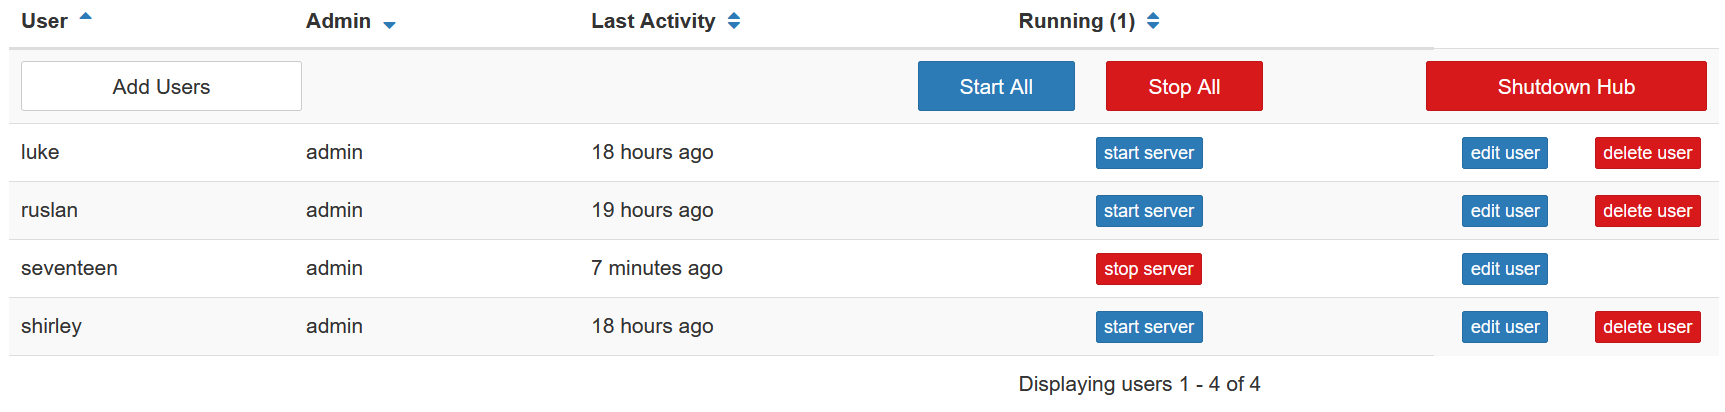 User Admin Last Activity Running (1)
Add Users Start All Stop All Shutdown Hub
luke admin 18 hours ago start server edit user delete user
ruslan admin 19 hours ago start server edit user delete user
seventeen admin 7 minutes ago stop server edit user
shirley admin 18 hours ago start server edit user delete user
Displaying users 1 - 4 of 4